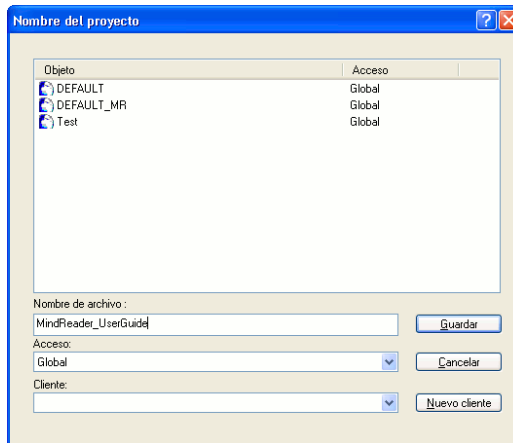 Nombre del proyecto
Objeto Acceso
DEFAULT Global
DEFAULT_MR Global
Test Global
Nombre de archivo :
MindReader_UserGuide
Guardar
Acceso:
Global
Cancelar
Cliente:
Nuevo cliente